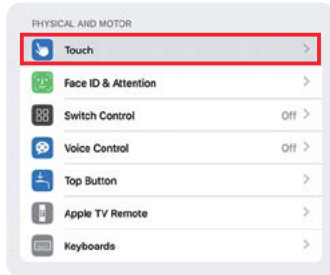 PHYSICAL AND MOTOR
Touch
Face ID & Attention
Switch Control Off
Voice Control Off
Top Button
Apple TV Remote
Keyboards